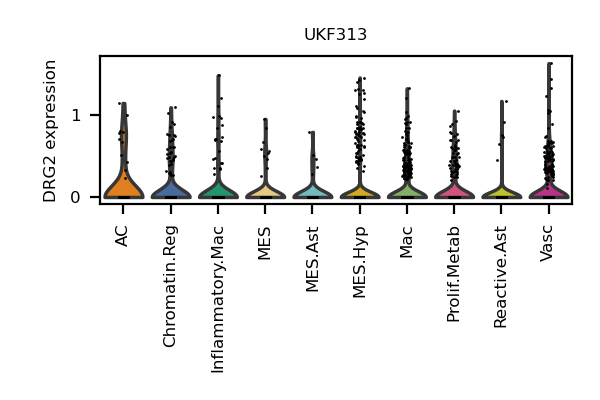 UKF313
DRG2 expression
1
0
AC
Chromatin.Reg
Inflammatory.Mac
MES
MES.Ast
MES.Hyp
Mac
Prolif.Metab
Reactive.Ast
Vasc